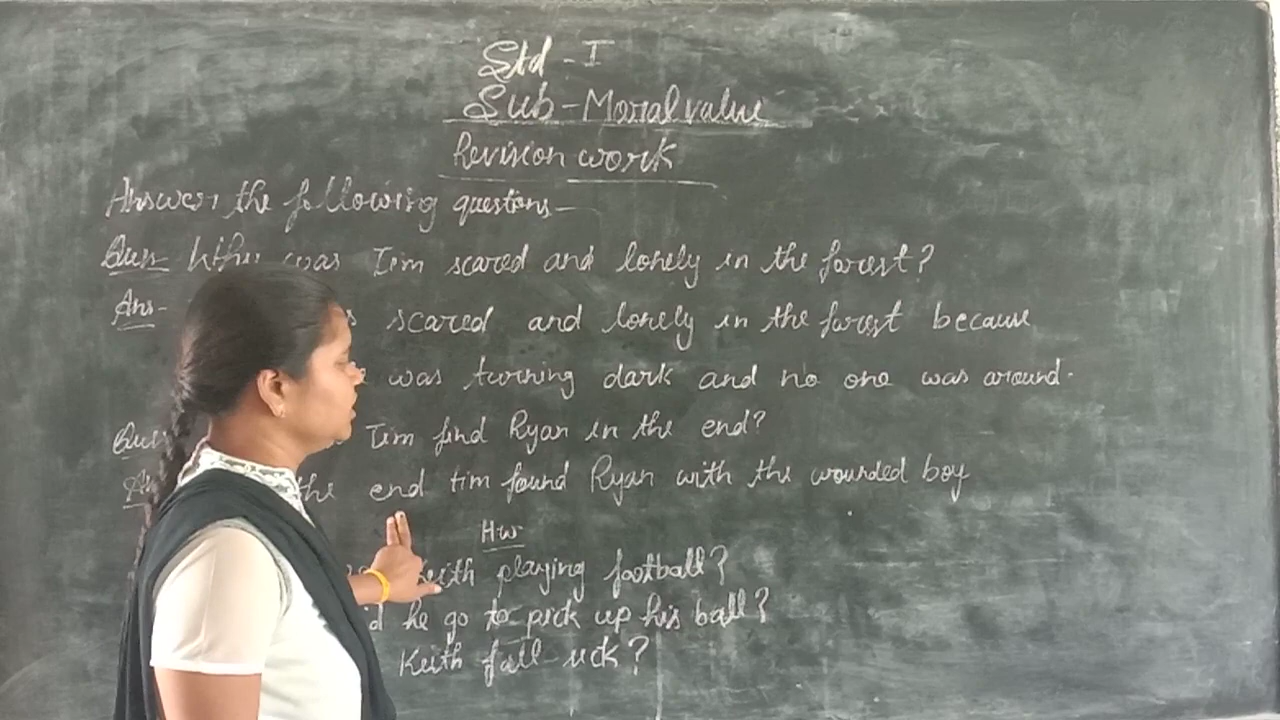 Std - I
Sub - Moral value
Revision work
Answer the following questions -
Ques- Why was Tim scared and lonely in the forest?
Ans- scared and lonely in the forest because
was turning dark and no one was around.
Tim find Ryan in the end?
the end tim found Ryan with the wounded boy
H.w
Keith playing football?
he go to pick up his ball?
Keith fall sick?